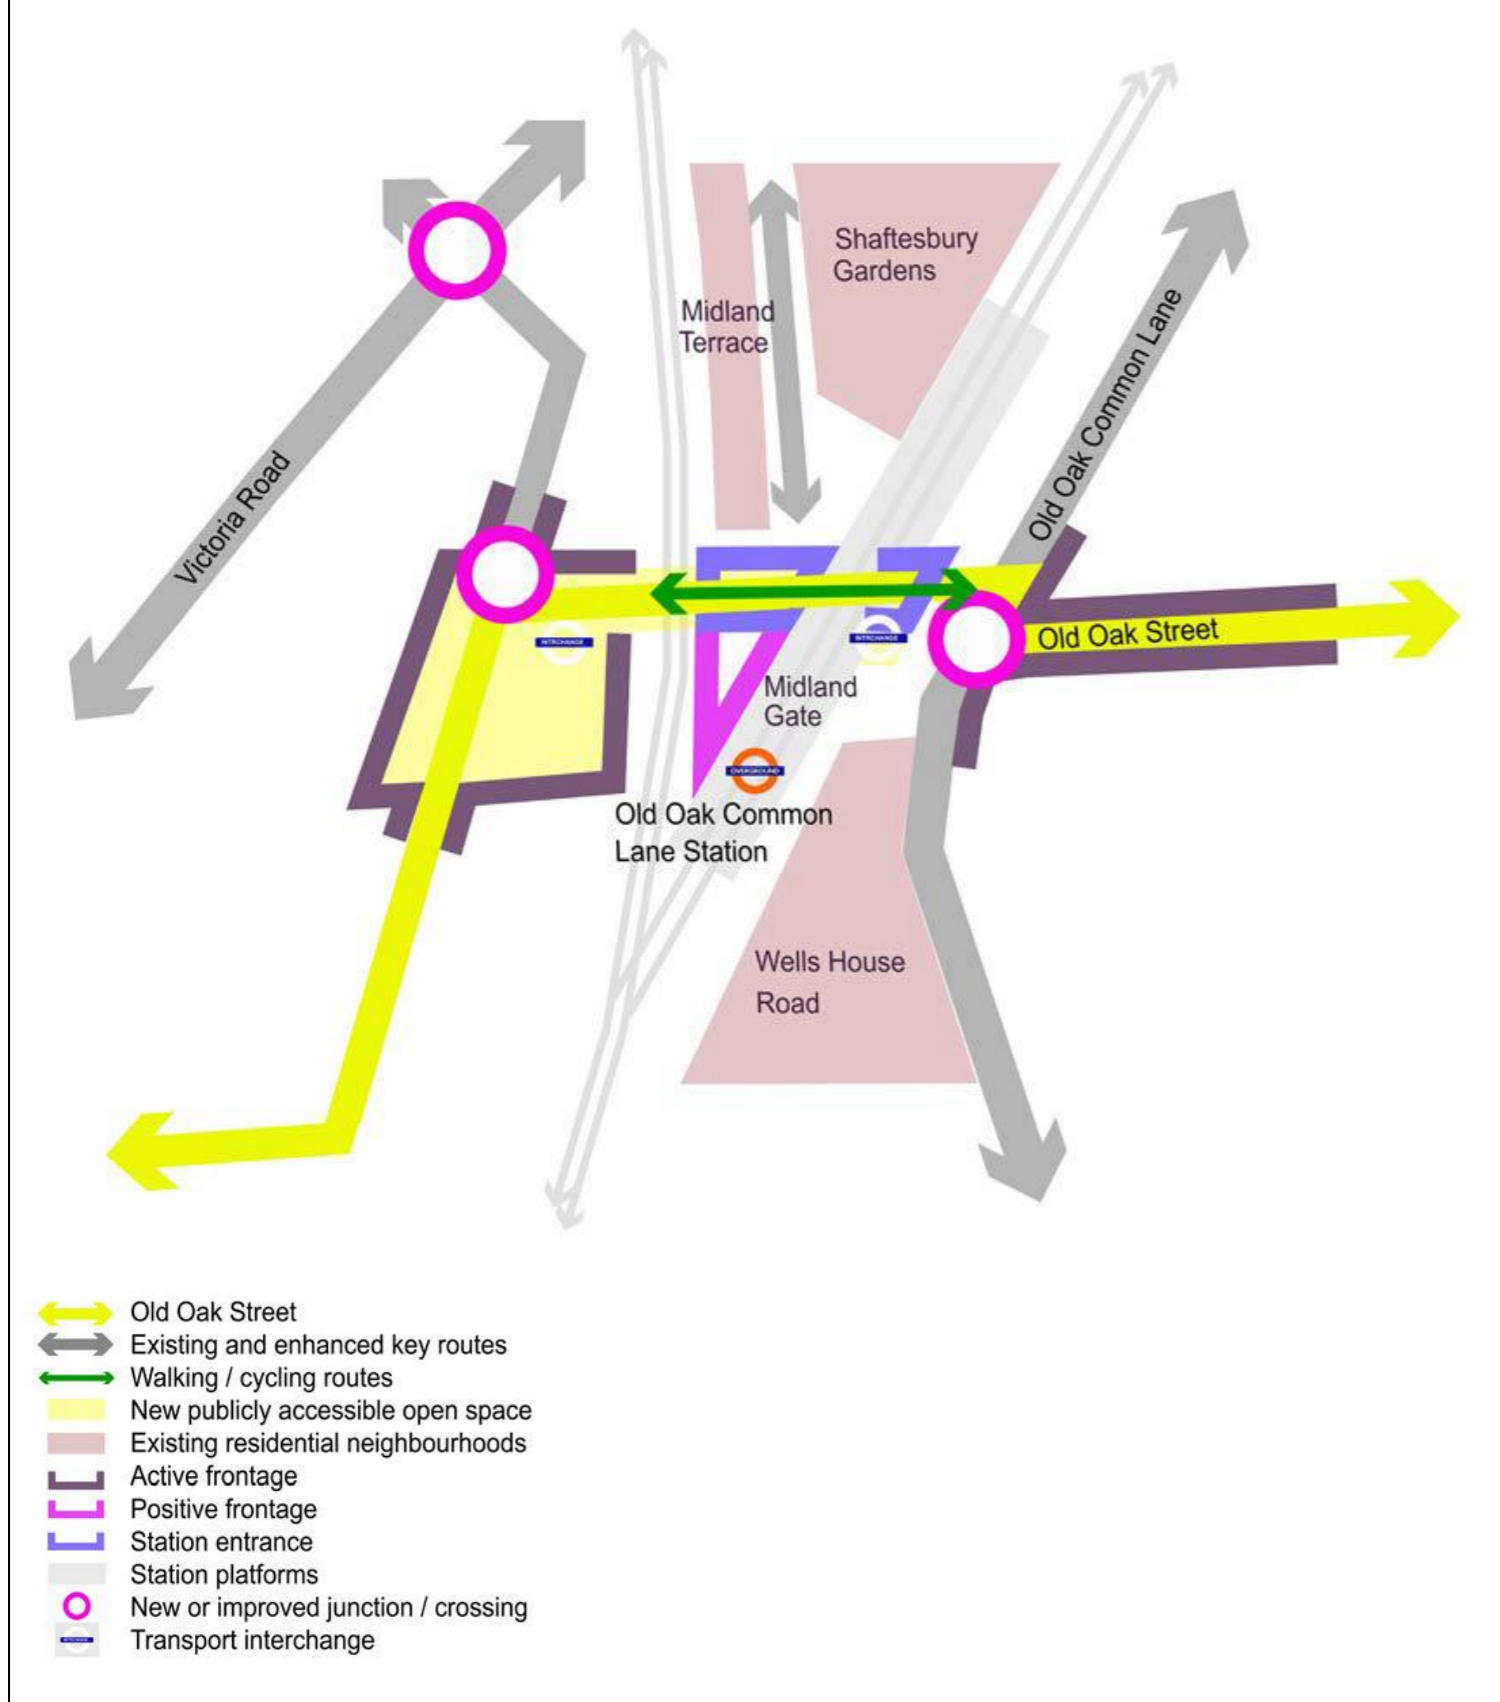 Shaftesbury
Gardens
Midland
Terrace
Old Oak Common Lane
Victoria Road
INTRCHANGE
INTRCHANGE
Old Oak Street
Midland
Gate
OVERGROUND
Old Oak Common
Lane Station
Wells House
Road
Old Oak Street
Existing and enhanced key routes
Walking / cycling routes
New publicly accessible open space
Existing residential neighbourhoods
Active frontage
Positive frontage
Station entrance
Station platforms
New or improved junction / crossing
Transport interchange